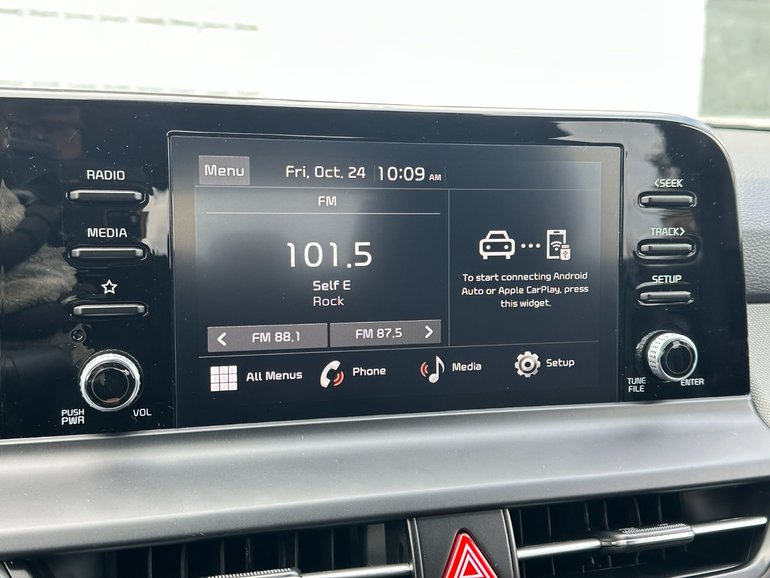 RADIO
MEDIA
PUSH
PWR
VOL
Menu
Fri, Oct. 24 10:09 AM
FM
101.5
Self E
Rock
< FM 88.1
FM 87.5 >
To start connecting Android
Auto or Apple CarPlay, press
this widget.
All Menus
Phone
Media
Setup
<SEEK
TRACK>
SETUP
TUNE
FILE
ENTER